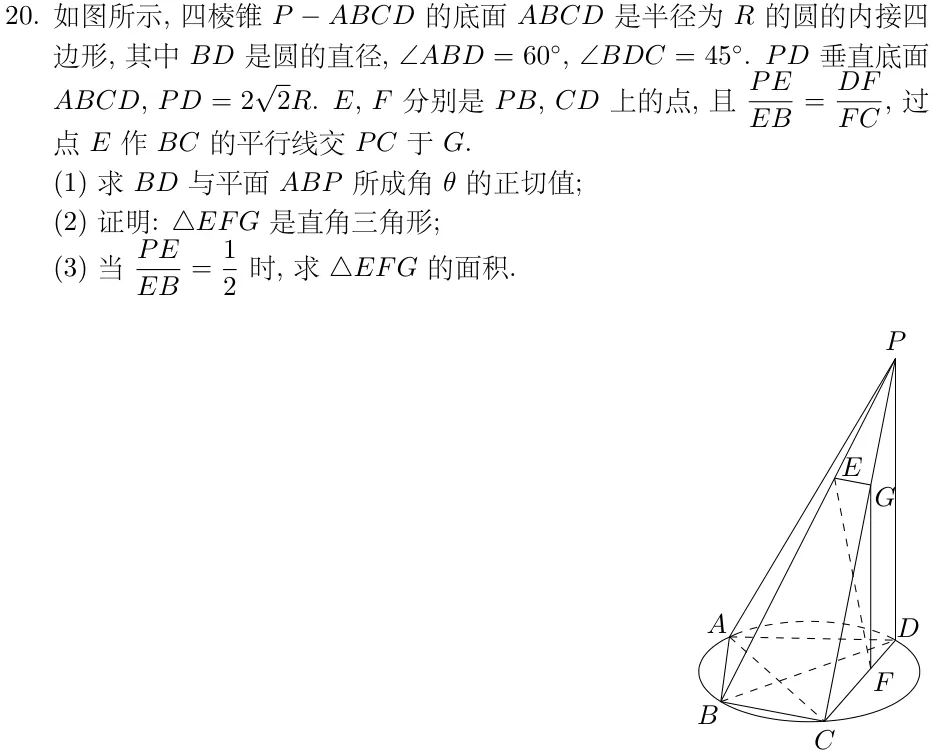 20. 如图所示, 四棱锥 P − ABCD 的底面 ABCD 是半径为 R 的圆的内接四
边形, 其中 BD 是圆的直径, ∠ABD = 60°, ∠BDC = 45°. PD 垂直底面
ABCD, PD = 2√2R. E, F 分别是 PB, CD 上的点, 且 PE/EB = DF/FC, 过
点 E 作 BC 的平行线交 PC 于 G.
(1) 求 BD 与平面 ABP 所成角 θ 的正切值;
(2) 证明: △EFG 是直角三角形;
(3) 当 PE/EB = 1/2 时, 求 △EFG 的面积.
P
E
G
A
D
F
B
C